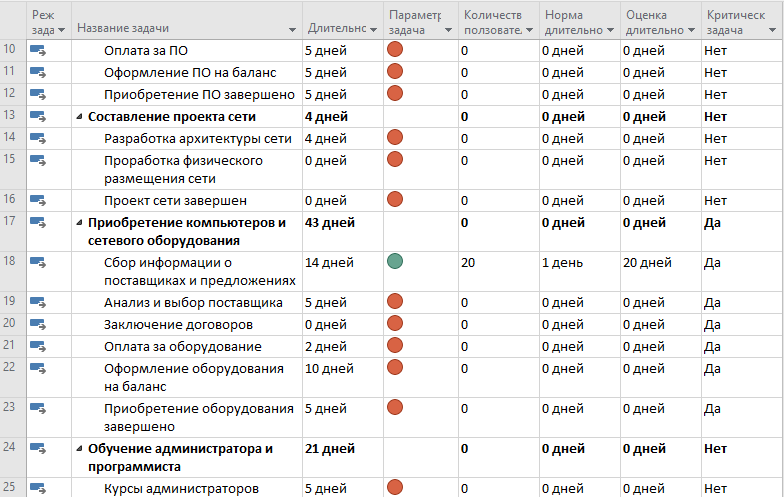 Реж зада Название задачи Длительнс Параметр задача Количеств ползовате. Норма длительно Оценка длительно Критическ задача
10 Оплата за ПО 5 дней 0 0 дней 0 дней Нет
11 Оформление ПО на баланс 5 дней 0 0 дней 0 дней Нет
12 Приобретение ПО завершено 5 дней 0 0 дней 0 дней Нет
13 Составление проекта сети 4 дней 0 0 дней 0 дней Нет
14 Разработка архитектуры сети 4 дней 0 0 дней 0 дней Нет
15 Проработка физического 0 дней 0 0 дней 0 дней Нет
размещения сети
16 Проект сети завершен 0 дней 0 0 дней 0 дней Нет
17 Приобретение компьютеров и 43 дней 0 0 дней 0 дней Да
сетевого оборудования
18 Сбор информации о 14 дней 20 1 день 20 дней Да
поставщиках и предложениях
19 Анализ и выбор поставщика 5 дней 0 0 дней 0 дней Да
20 Заключение договоров 0 дней 0 0 дней 0 дней Да
21 Оплата за оборудование 2 дней 0 0 дней 0 дней Да
22 Оформление оборудования 10 дней 0 0 дней 0 дней Да
на баланс
23 Приобретение оборудования 5 дней 0 0 дней 0 дней Да
завершено
24 Обучение администратора и 21 дней 0 0 дней 0 дней Нет
программиста
25 Курсы администраторов 5 дней 0 0 дней 0 дней Нет